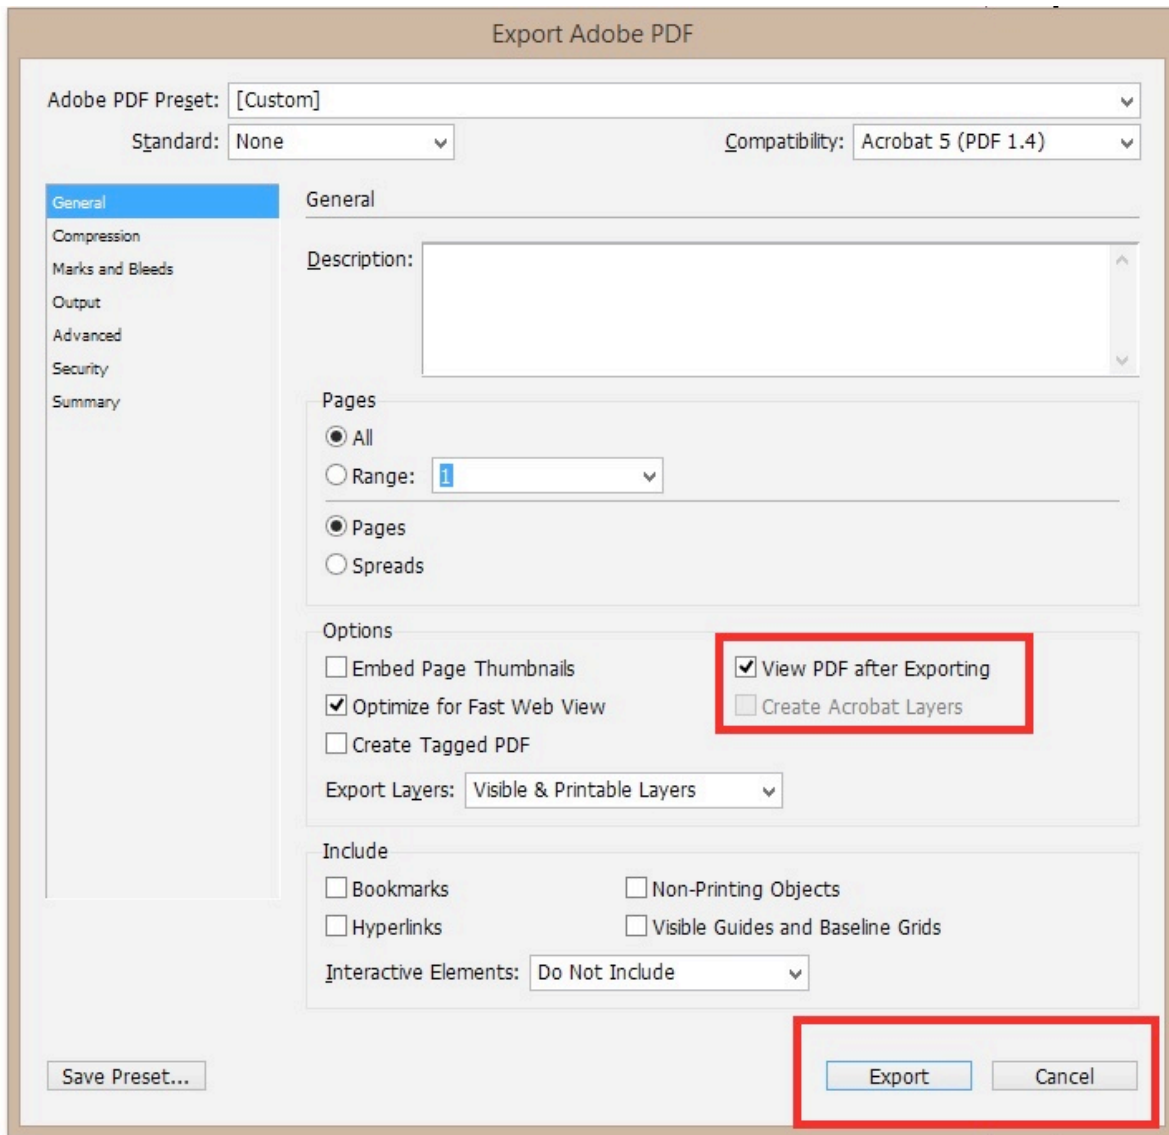 Export Adobe PDF
Adobe PDF Preset: [Custom]
Standard: None Compatibility: Acrobat 5 (PDF 1.4)
General
Compression
Marks and Bleeds
Output
Advanced
Security
Summary
General
Description:
Pages
All
Range: 1
Pages
Spreads
Options
Embed Page Thumbnails View PDF after Exporting
Optimize for Fast Web View Create Acrobat Layers
Create Tagged PDF
Export Layers: Visible & Printable Layers
Include
Bookmarks Non-Printing Objects
Hyperlinks Visible Guides and Baseline Grids
Interactive Elements: Do Not Include
Save Preset... Export Cancel